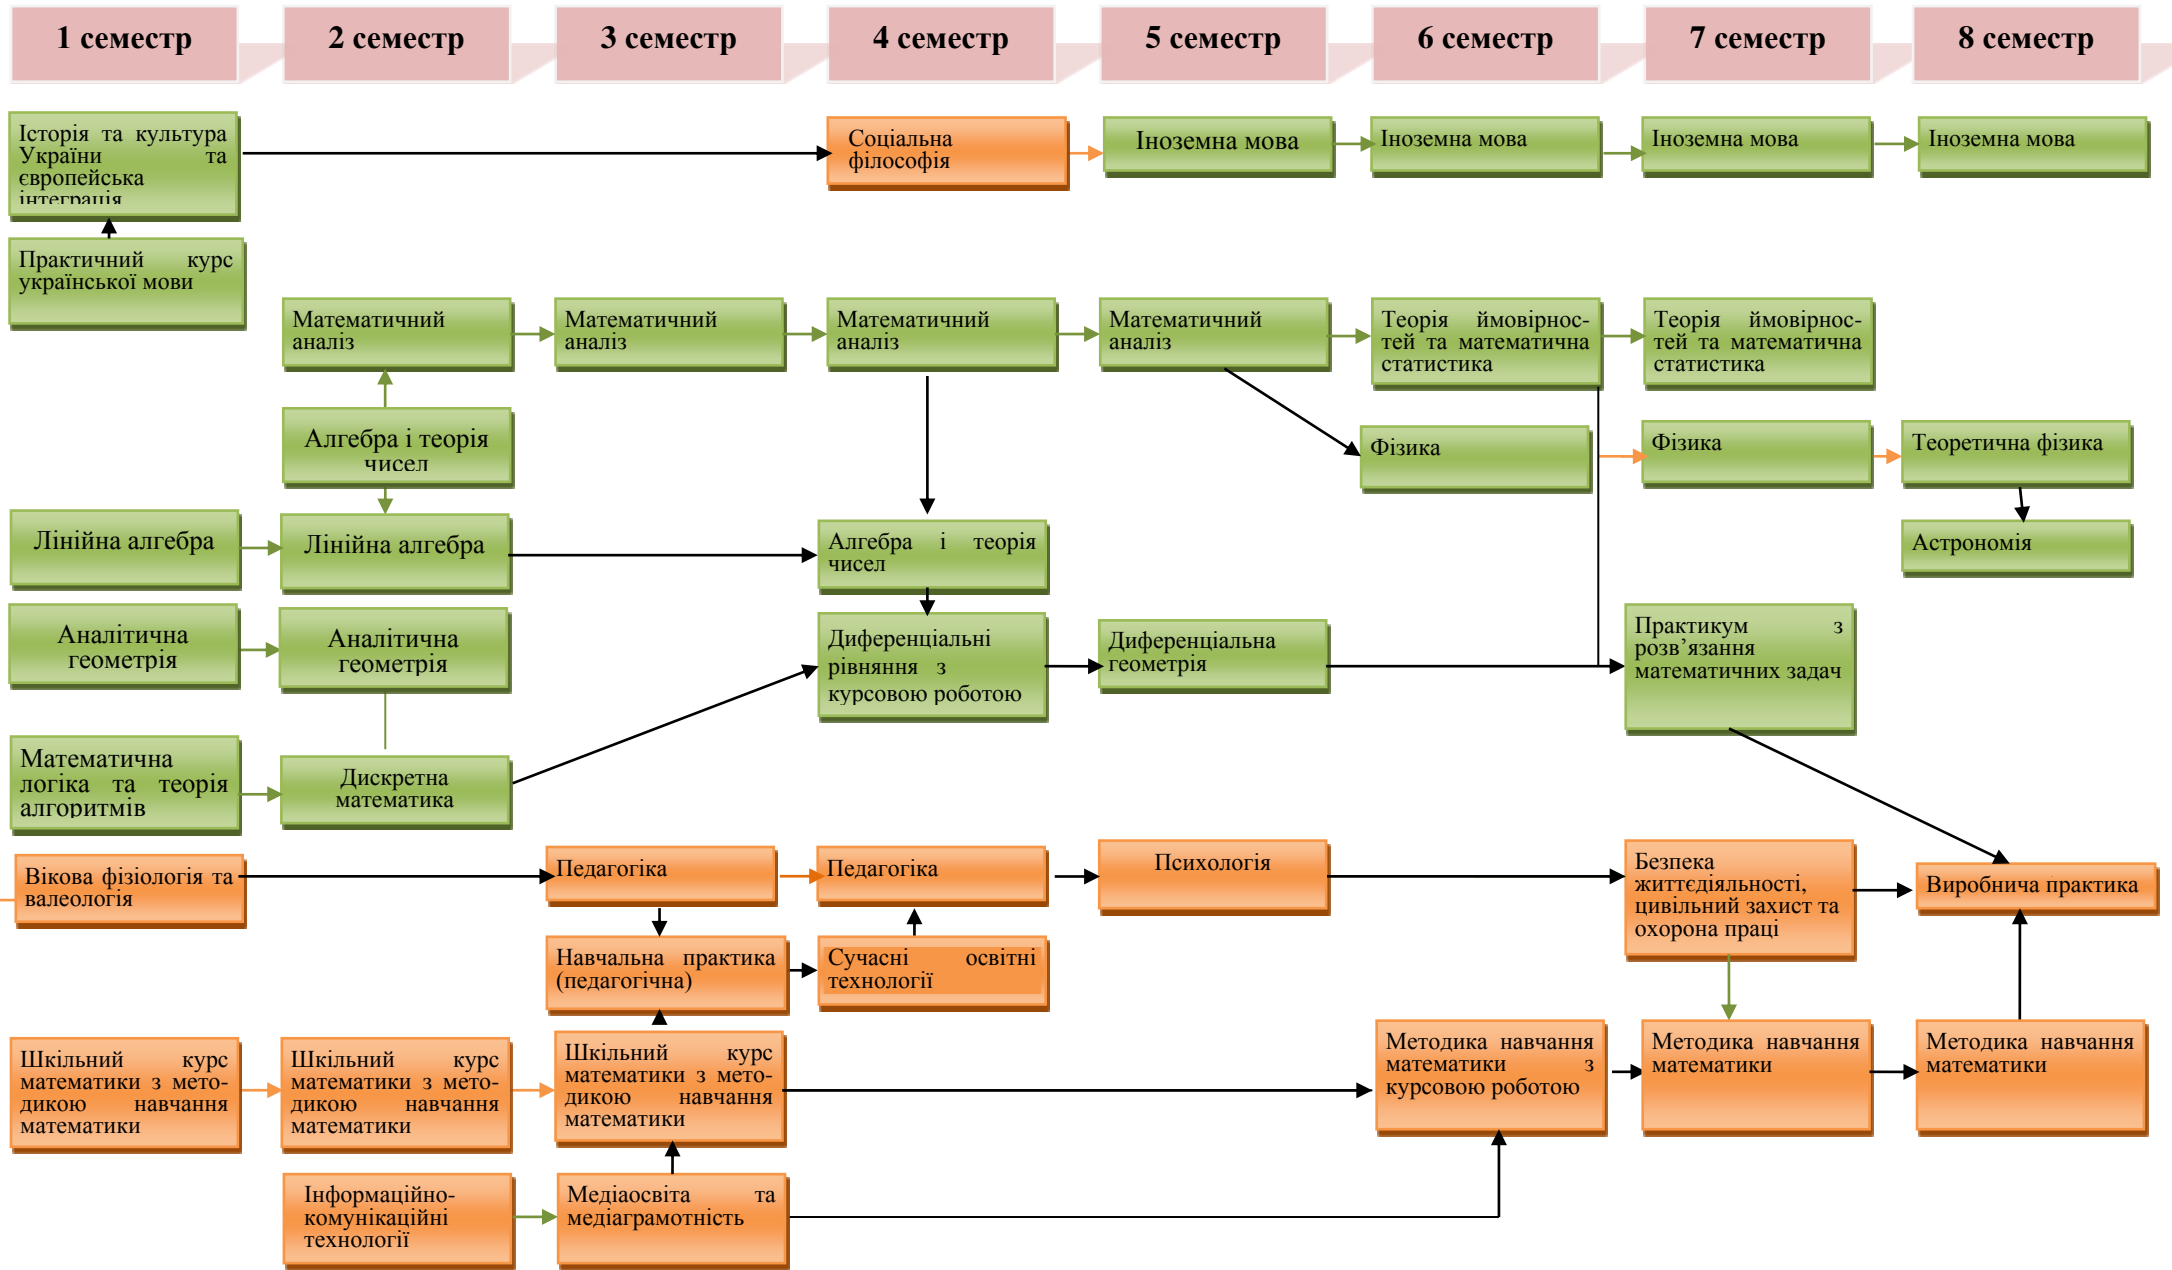 1 семестр
2 семестр
3 семестр
4 семестр
5 семестр
6 семестр
7 семестр
8 семестр
Історія та культура
України та
європейська
інтеграція
Соціальна
філософія
Іноземна мова
Іноземна мова
Іноземна мова
Іноземна мова
Практичний курс
української мови
Математичний
аналіз
Математичний
аналіз
Математичний
аналіз
Математичний
аналіз
Теорія ймовірнос-
тей та математична
статистика
Теорія ймовірнос-
тей та математична
статистика
Алгебра і теорія
чисел
Фізика
Фізика
Теоретична фізика
Лінійна алгебра
Лінійна алгебра
Алгебра і теорія
чисел
Астрономія
Аналітична
геометрія
Аналітична
геометрія
Диференціальні
рівняння з
курсовою роботою
Диференціальна
геометрія
Практикум з
розв’язання
математичних задач
Математична
логіка та теорія
алгоритмів
Дискретна
математика
Вікова фізіологія та
валеологія
Педагогіка
Педагогіка
Психологія
Безпека
життєдіяльності,
цивільний захист та
охорона праці
Виробнича практика
Навчальна практика
(педагогічна)
Сучасні освітні
технології
Шкільний курс
математики з мето-
дикою навчання
математики
Шкільний курс
математики з мето-
дикою навчання
математики
Шкільний курс
математики з мето-
дикою навчання
математики
Методика навчання
математики з
курсовою роботою
Методика навчання
математики
Методика навчання
математики
Інформаційно-
комунікаційні
технології
Медіаосвіта та
медіаграмотність